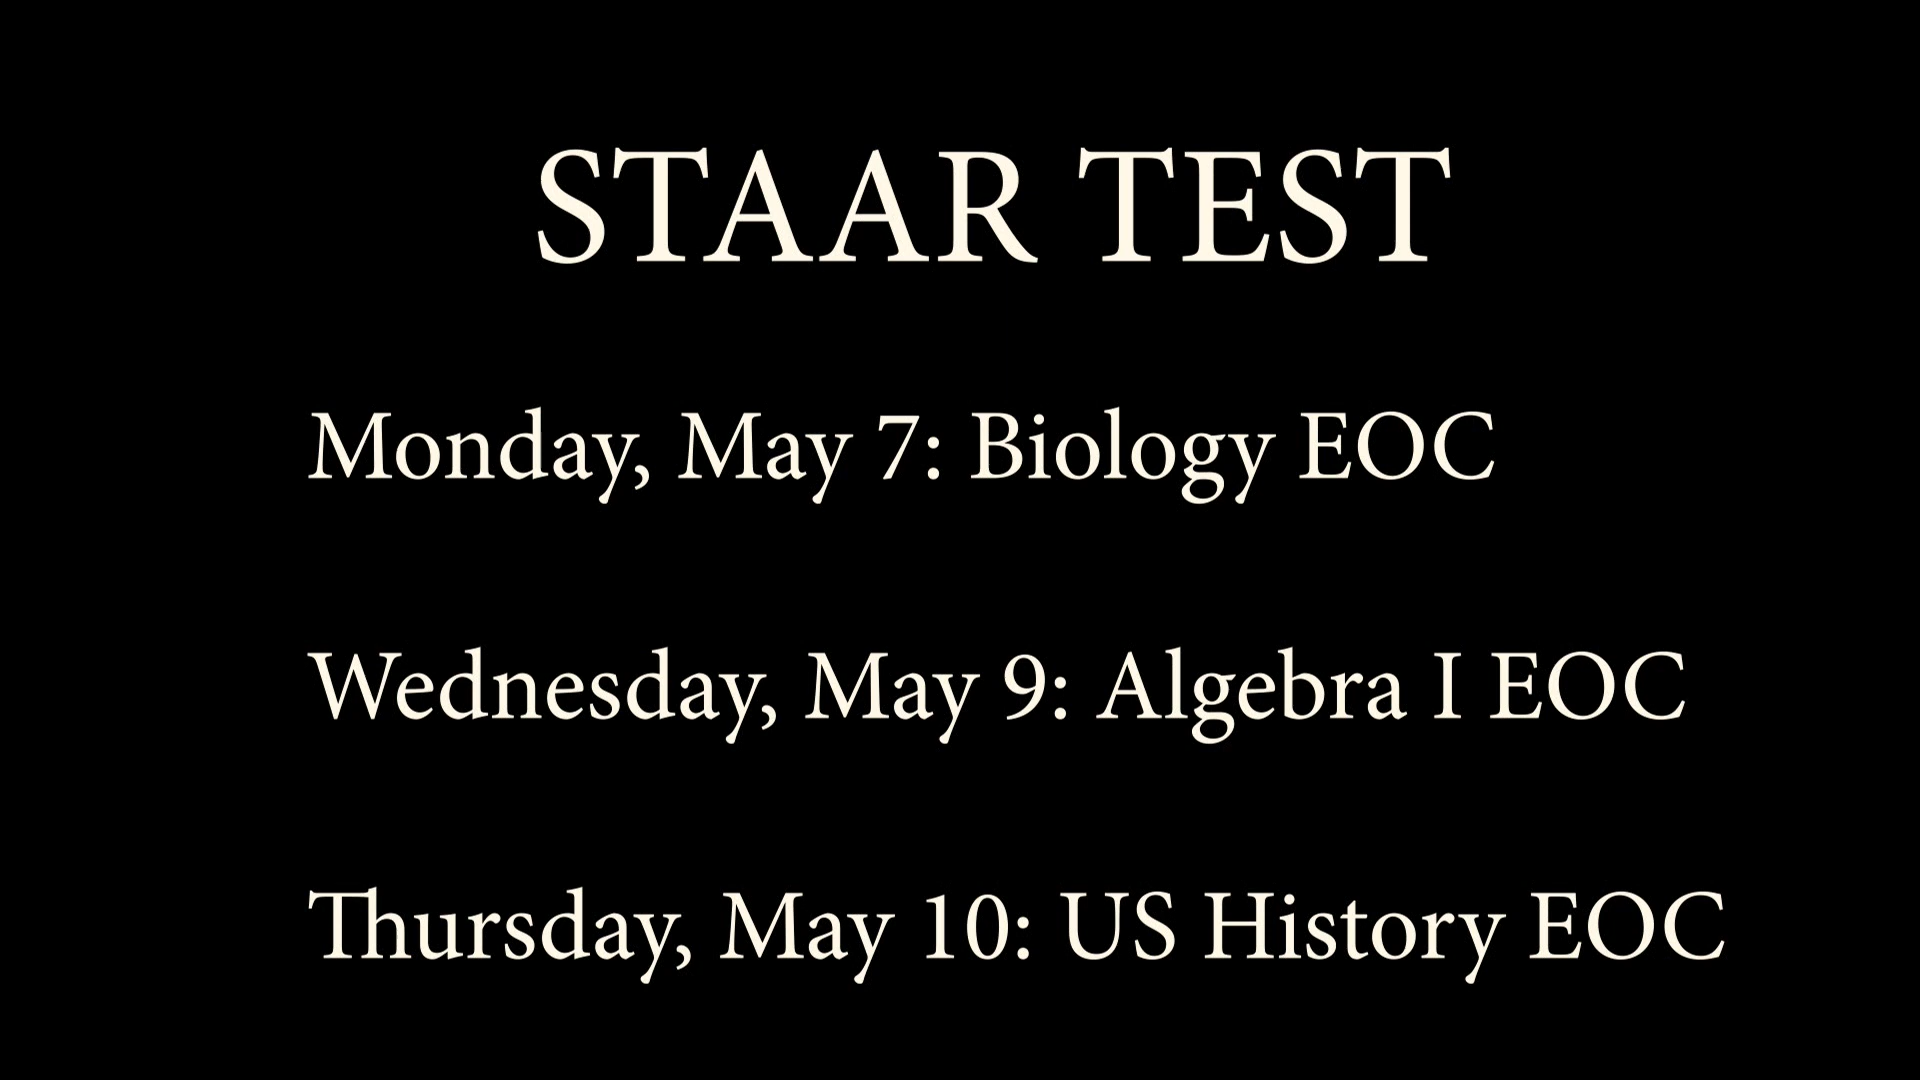 STAAR TEST
Monday, May 7: Biology EOC
Wednesday, May 9: Algebra I EOC
Thursday, May 10: US History EOC